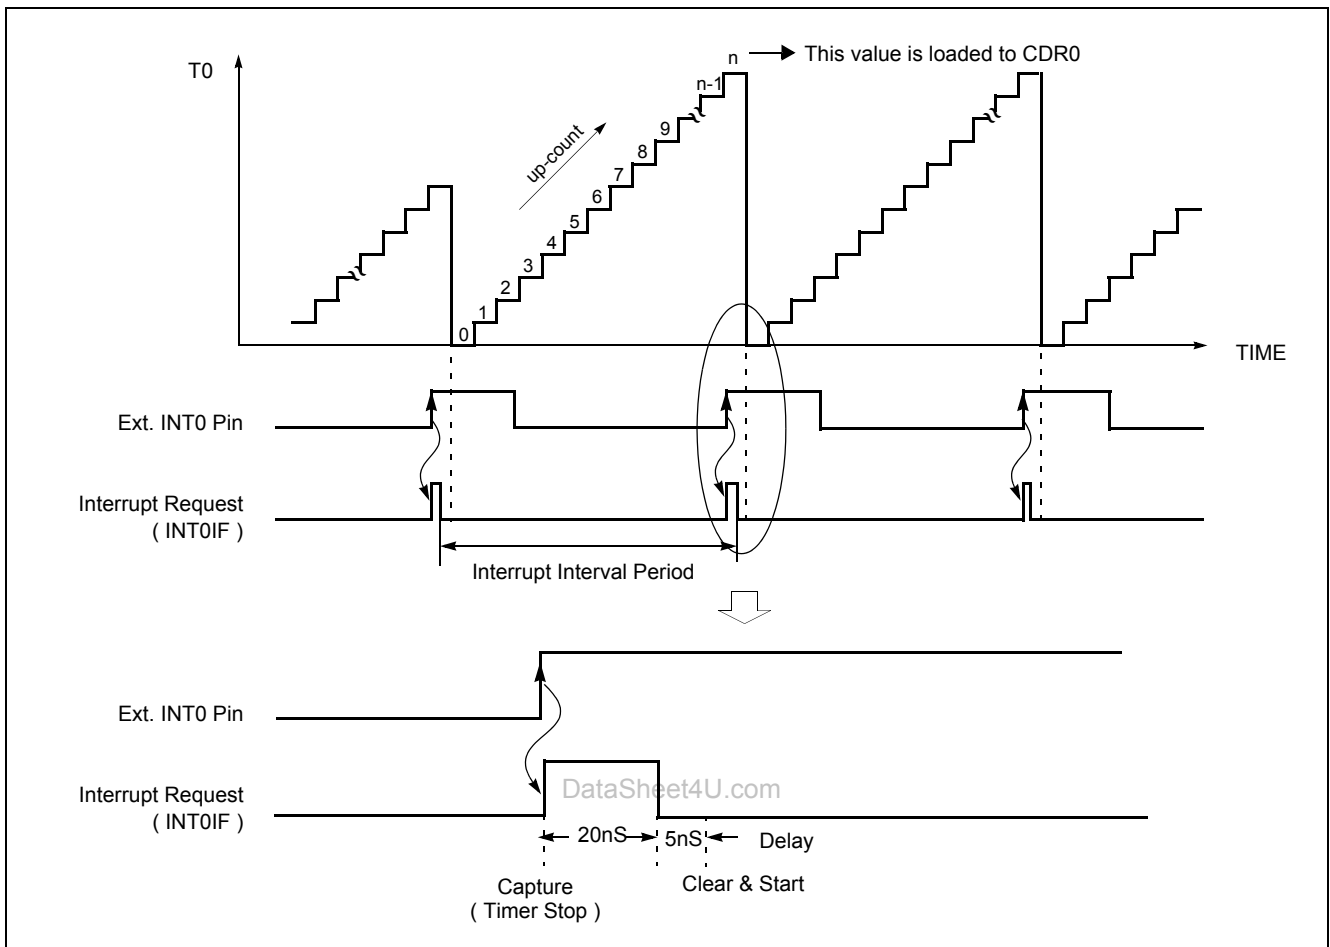 T0
n
This value is loaded to CDR0
n-1
9
8
7
6
5
4
3
2
1
0
up-count
TIME
Ext. INT0 Pin
Interrupt Request
( INT0IF )
Interrupt Interval Period
Ext. INT0 Pin
DataSheet4U.com
Interrupt Request
( INT0IF )
20nS
5nS
Delay
Capture
( Timer Stop )
Clear & Start